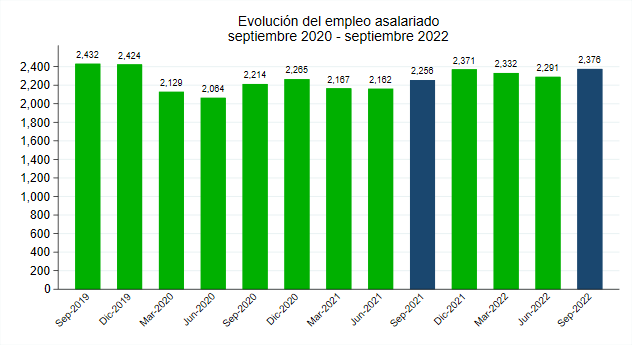 Evolución del empleo asalariado
septiembre 2020 - septiembre 2022
2,432
2,424
2,129
2,064
2,214
2,265
2,167
2,162
2,256
2,371
2,332
2,291
2,376
2,400
2,200
2,000
1,800
1,600
1,400
1,200
1,000
800
600
400
200
0
Sep-2019
Dic-2019
Mar-2020
Jun-2020
Sep-2020
Dic-2020
Mar-2021
Jun-2021
Sep-2021
Dic-2021
Mar-2022
Jun-2022
Sep-2022